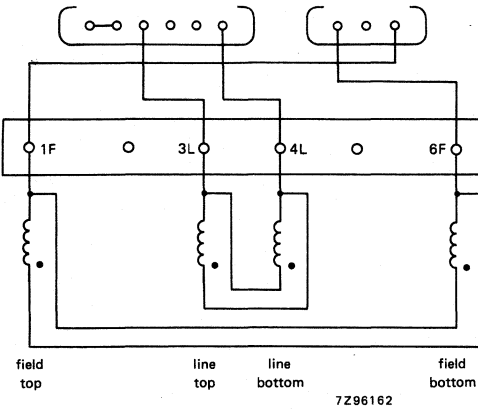 1F 3L 4L 6F
field line line field
top top bottom bottom
7Z96162